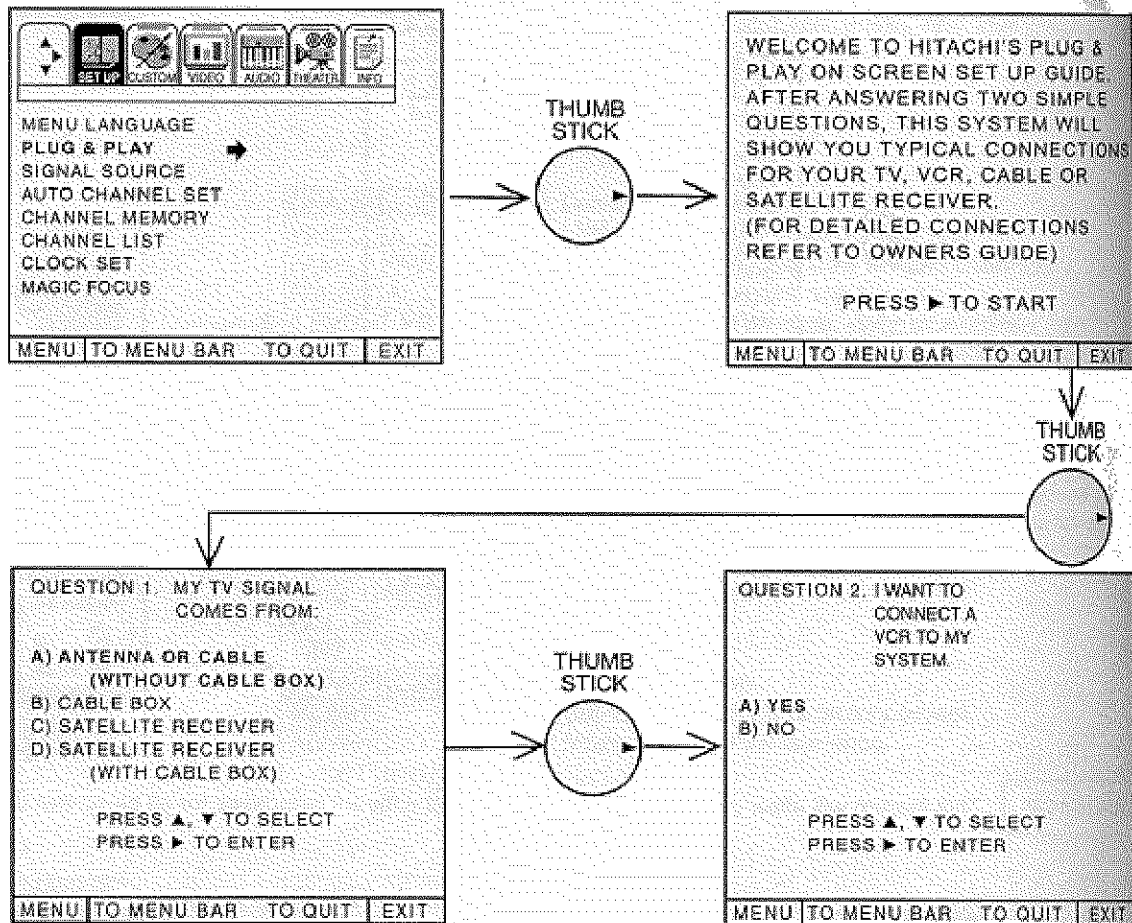 SET UP CUSTOM VIDEO AUDIO THEATER INFO
MENU LANGUAGE
PLUG & PLAY
SIGNAL SOURCE
AUTO CHANNEL SET
CHANNEL MEMORY
CHANNEL LIST
CLOCK SET
MAGIC FOCUS
MENU TO MENU BAR TO QUIT EXIT
THUMB
STICK
WELCOME TO HITACHI'S PLUG &
PLAY ON SCREEN SET UP GUIDE.
AFTER ANSWERING TWO SIMPLE
QUESTIONS, THIS SYSTEM WILL
SHOW YOU TYPICAL CONNECTIONS
FOR YOUR TV, VCR, CABLE OR
SATELLITE RECEIVER.
(FOR DETAILED CONNECTIONS
REFER TO OWNERS GUIDE)
PRESS ► TO START
MENU TO MENU BAR TO QUIT EXIT
THUMB
STICK
QUESTION 1. MY TV SIGNAL
COMES FROM.
A) ANTENNA OR CABLE
(WITHOUT CABLE BOX)
B) CABLE BOX
C) SATELLITE RECEIVER
D) SATELLITE RECEIVER
(WITH CABLE BOX)
PRESS ▲, ▼ TO SELECT
PRESS ► TO ENTER
MENU TO MENU BAR TO QUIT EXIT
THUMB
STICK
QUESTION 2. I WANT TO
CONNECT A
VCR TO MY
SYSTEM.
A) YES
B) NO
PRESS ▲, ▼ TO SELECT
PRESS ► TO ENTER
MENU TO MENU BAR TO QUIT EXIT